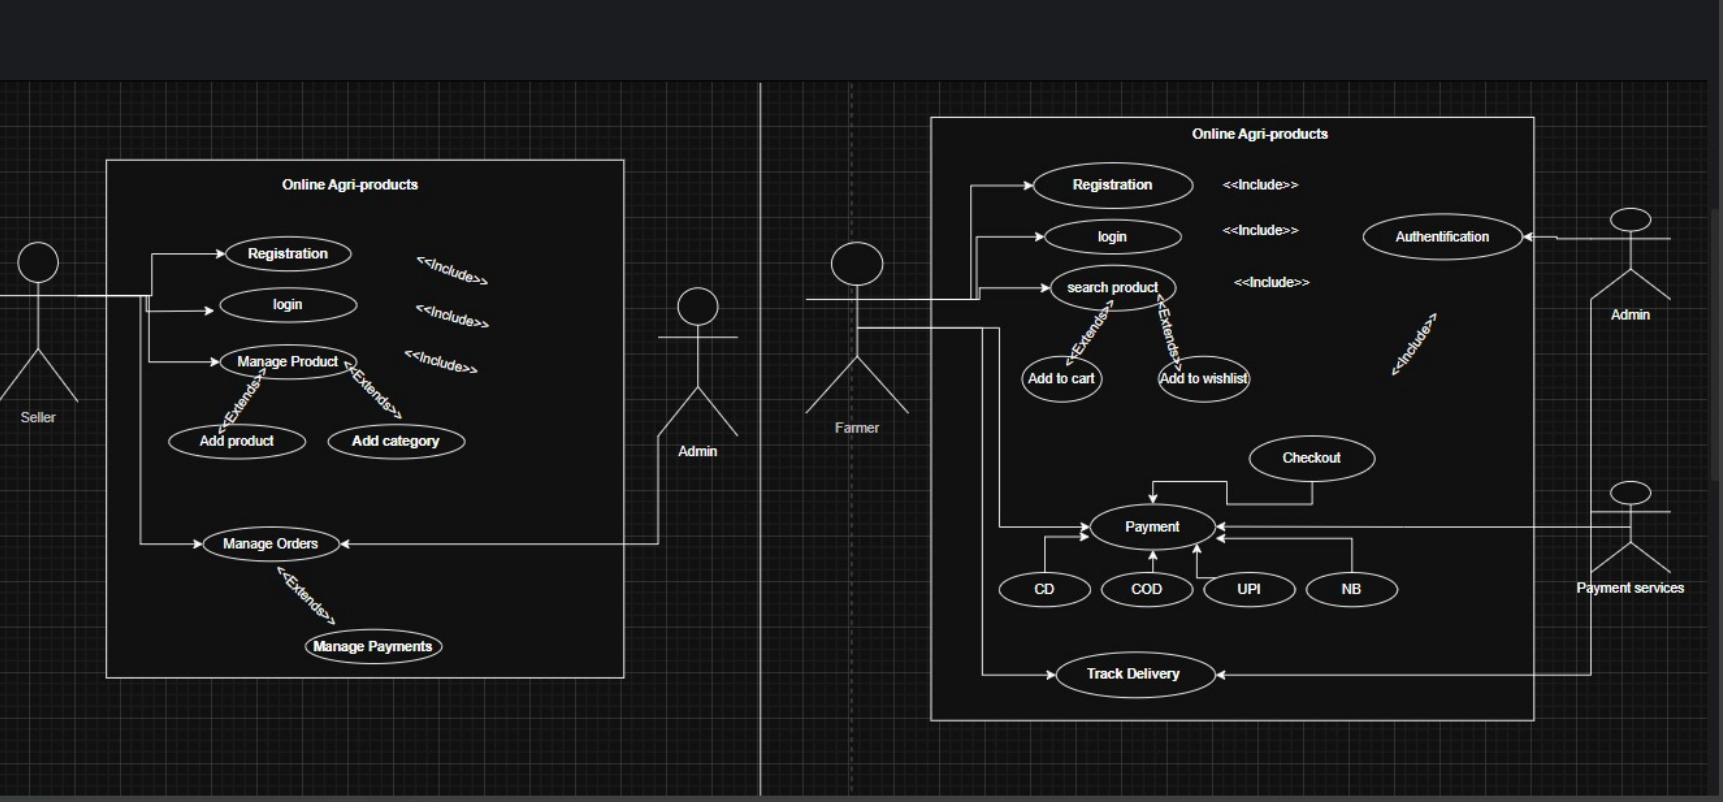 Online Agri-products
Registration
<<Include>>
login
<<Include>>
Manage Product
<<Include>>
<<Extends>>
<<Extends>>
Add product
Add category
Seller
Admin
Manage Orders
<<Extends>>
Manage Payments
Online Agri-products
Registration
<<Include>>
login
<<Include>>
Authentification
search product
<<Include>>
<<Extends>>
<<Extends>>
<<Include>>
Add to cart
Add to wishlist
Farmer
Admin
Checkout
Payment
CD
COD
UPI
NB
Payment services
Track Delivery